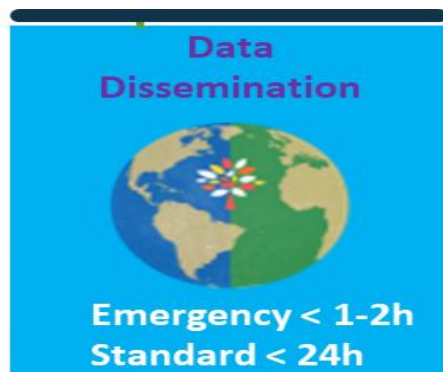 Data
Dissemination
Emergency < 1-2h
Standard < 24h